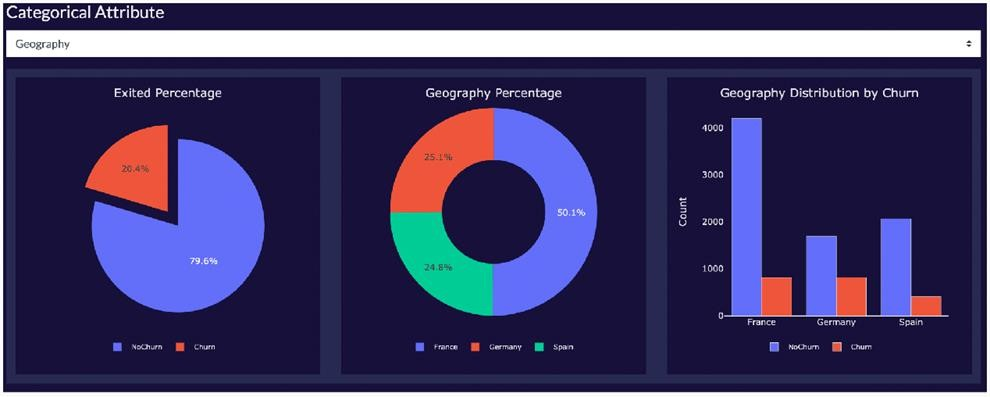 Categorical Attribute
Geography
Exited Percentage
20.4%
79.6%
NoChurn Churn
Geography Percentage
25.1%
50.1%
24.8%
France Germany Spain
Geography Distribution by Churn
Count
4000
3000
2000
1000
0
France Germany Spain
NoChurn Churn